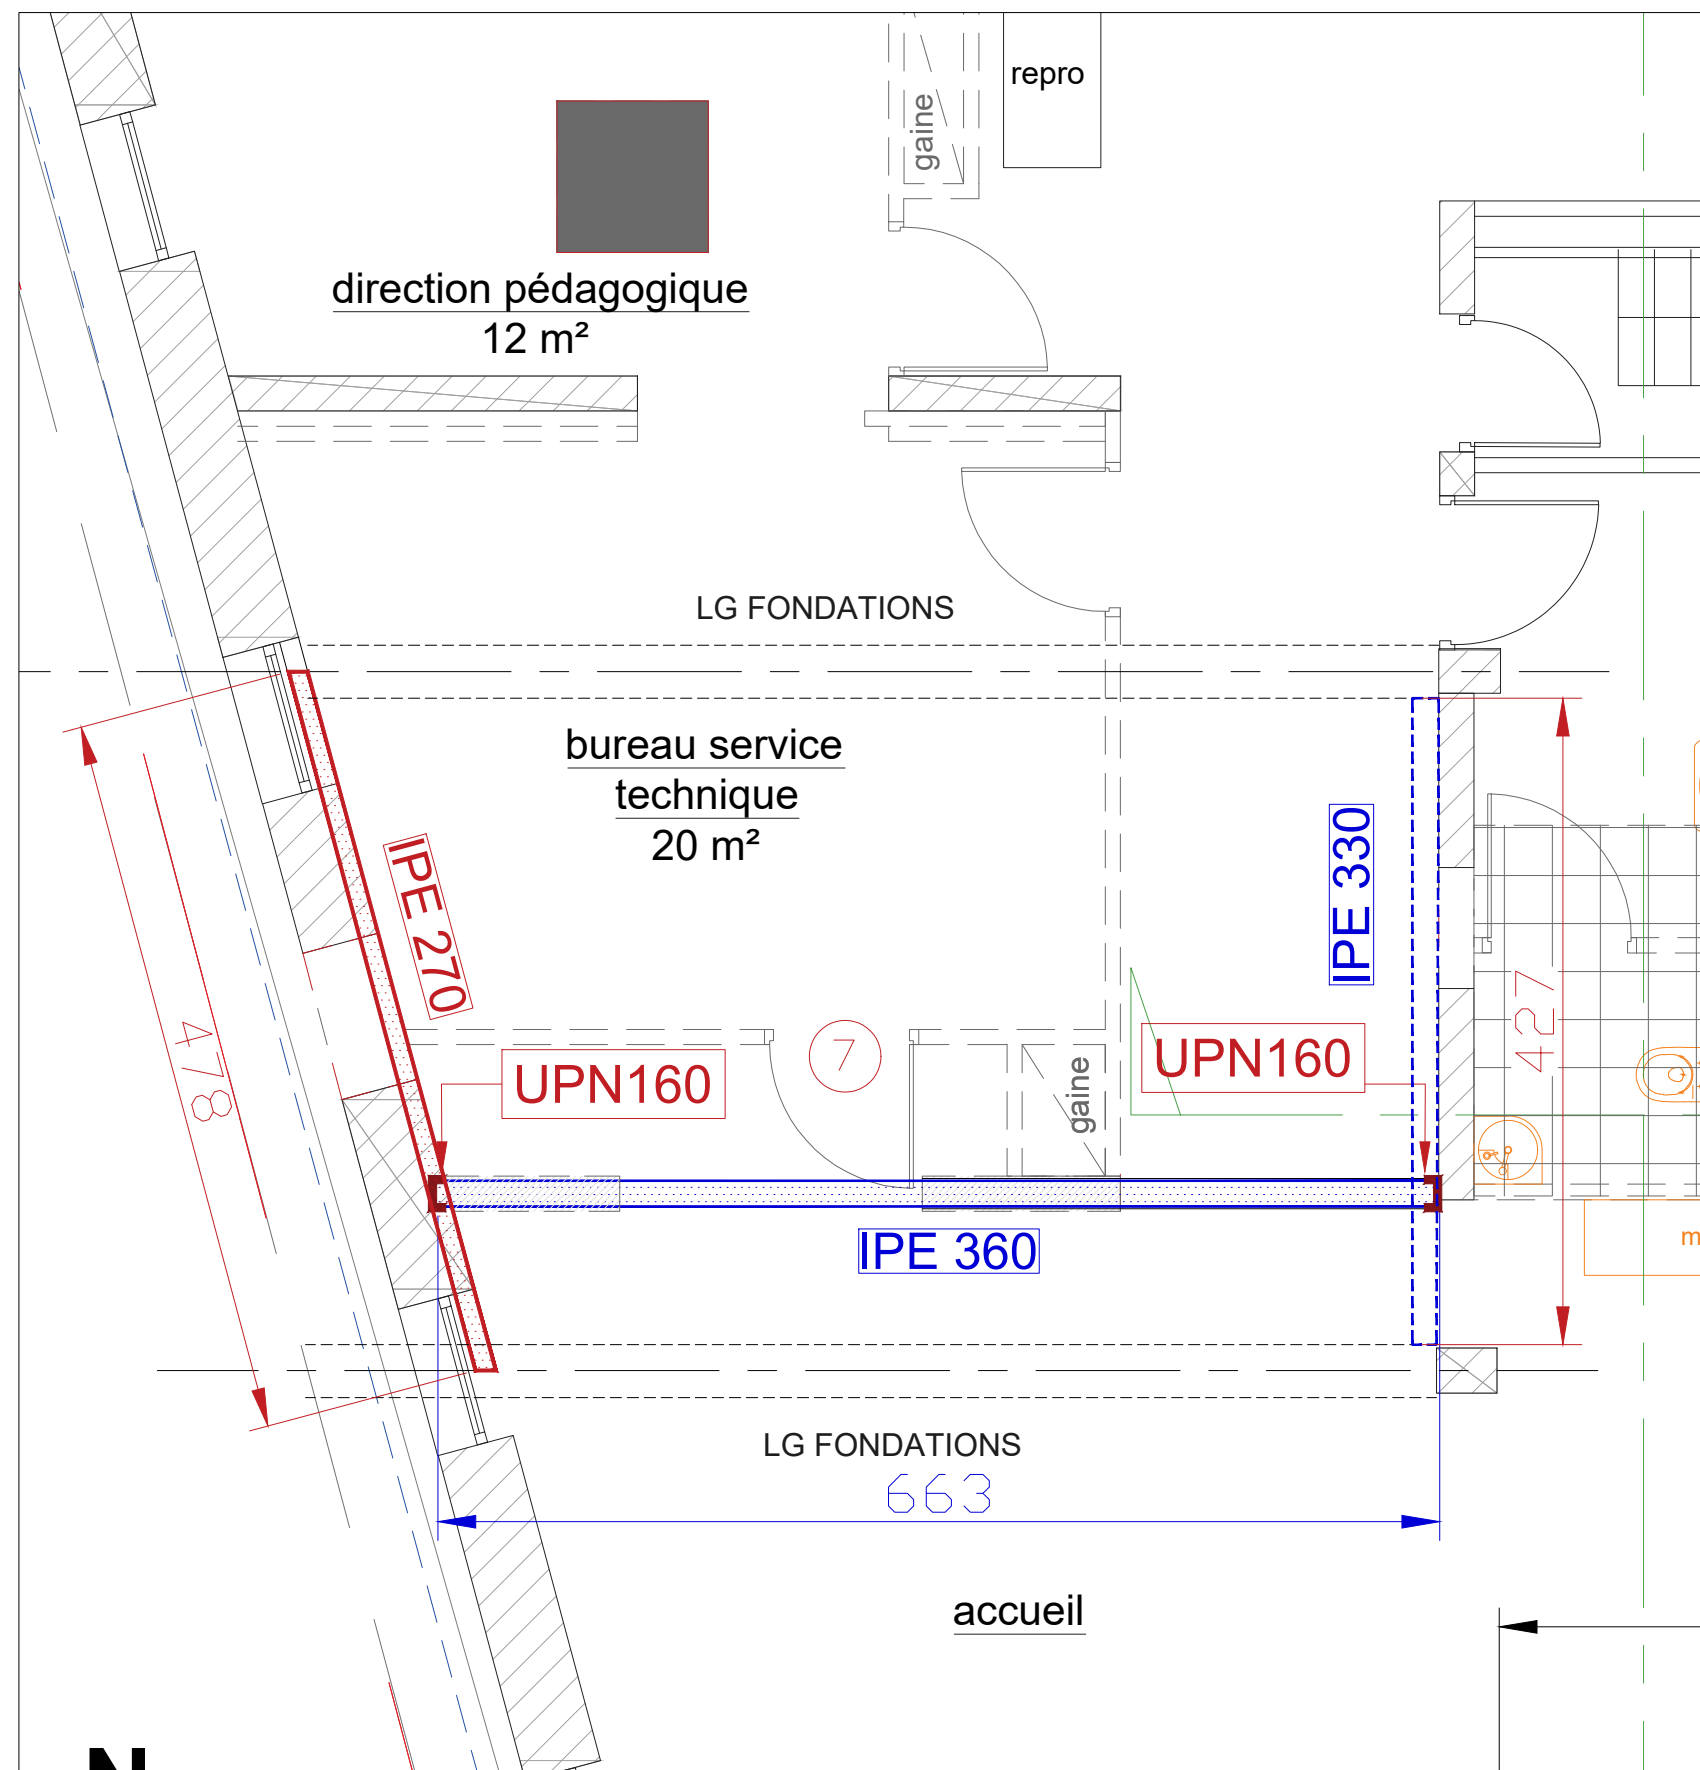 repro
gaine
direction pédagogique
12 m²
LG FONDATIONS
bureau service
technique
20 m²
IPE 330
IPE 270
427
478
7
UPN160
UPN160
gaine
IPE 360
LG FONDATIONS
663
accueil
m
N